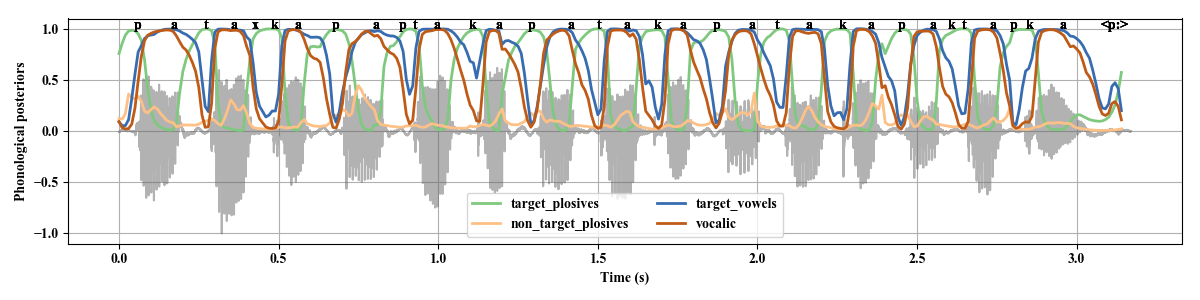 p a t a x k a p a p t a k a p a t a k a p a t a k a p a k t a p k a <p:>
1.0
0.5
0.0
−0.5
−1.0
Phonological posteriors
target_plosives target_vowels
non_target_plosives vocalic
0.0 0.5 1.0 1.5 2.0 2.5 3.0
Time (s)